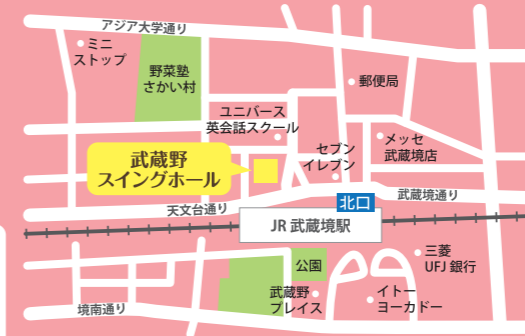 アジア大学通り
ミニ
ストップ
野菜塾
さかい村
郵便局
ユニバース
英会話スクール
メッセ
武蔵境店
セブン
イレブン
武蔵野
スイングホール
武蔵境通り
北口
天文台通り
JR 武蔵境駅
三菱
UFJ 銀行
公園
武蔵野
プレイス
イトー
ヨーカドー
境南通り